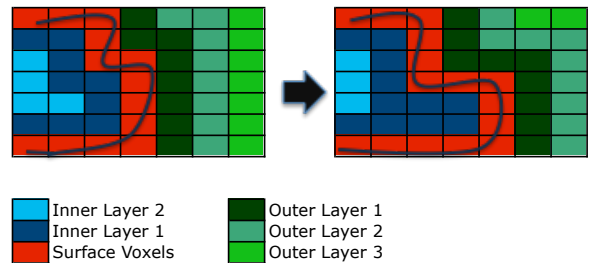 Inner Layer 2
Inner Layer 1
Surface Voxels
Outer Layer 1
Outer Layer 2
Outer Layer 3